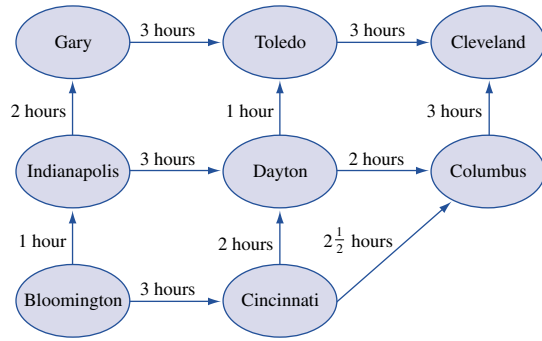 Gary
3 hours
Toledo
3 hours
Cleveland
2 hours
1 hour
3 hours
Indianapolis
3 hours
Dayton
2 hours
Columbus
1 hour
2 hours
2 1/2 hours
Bloomington
3 hours
Cincinnati